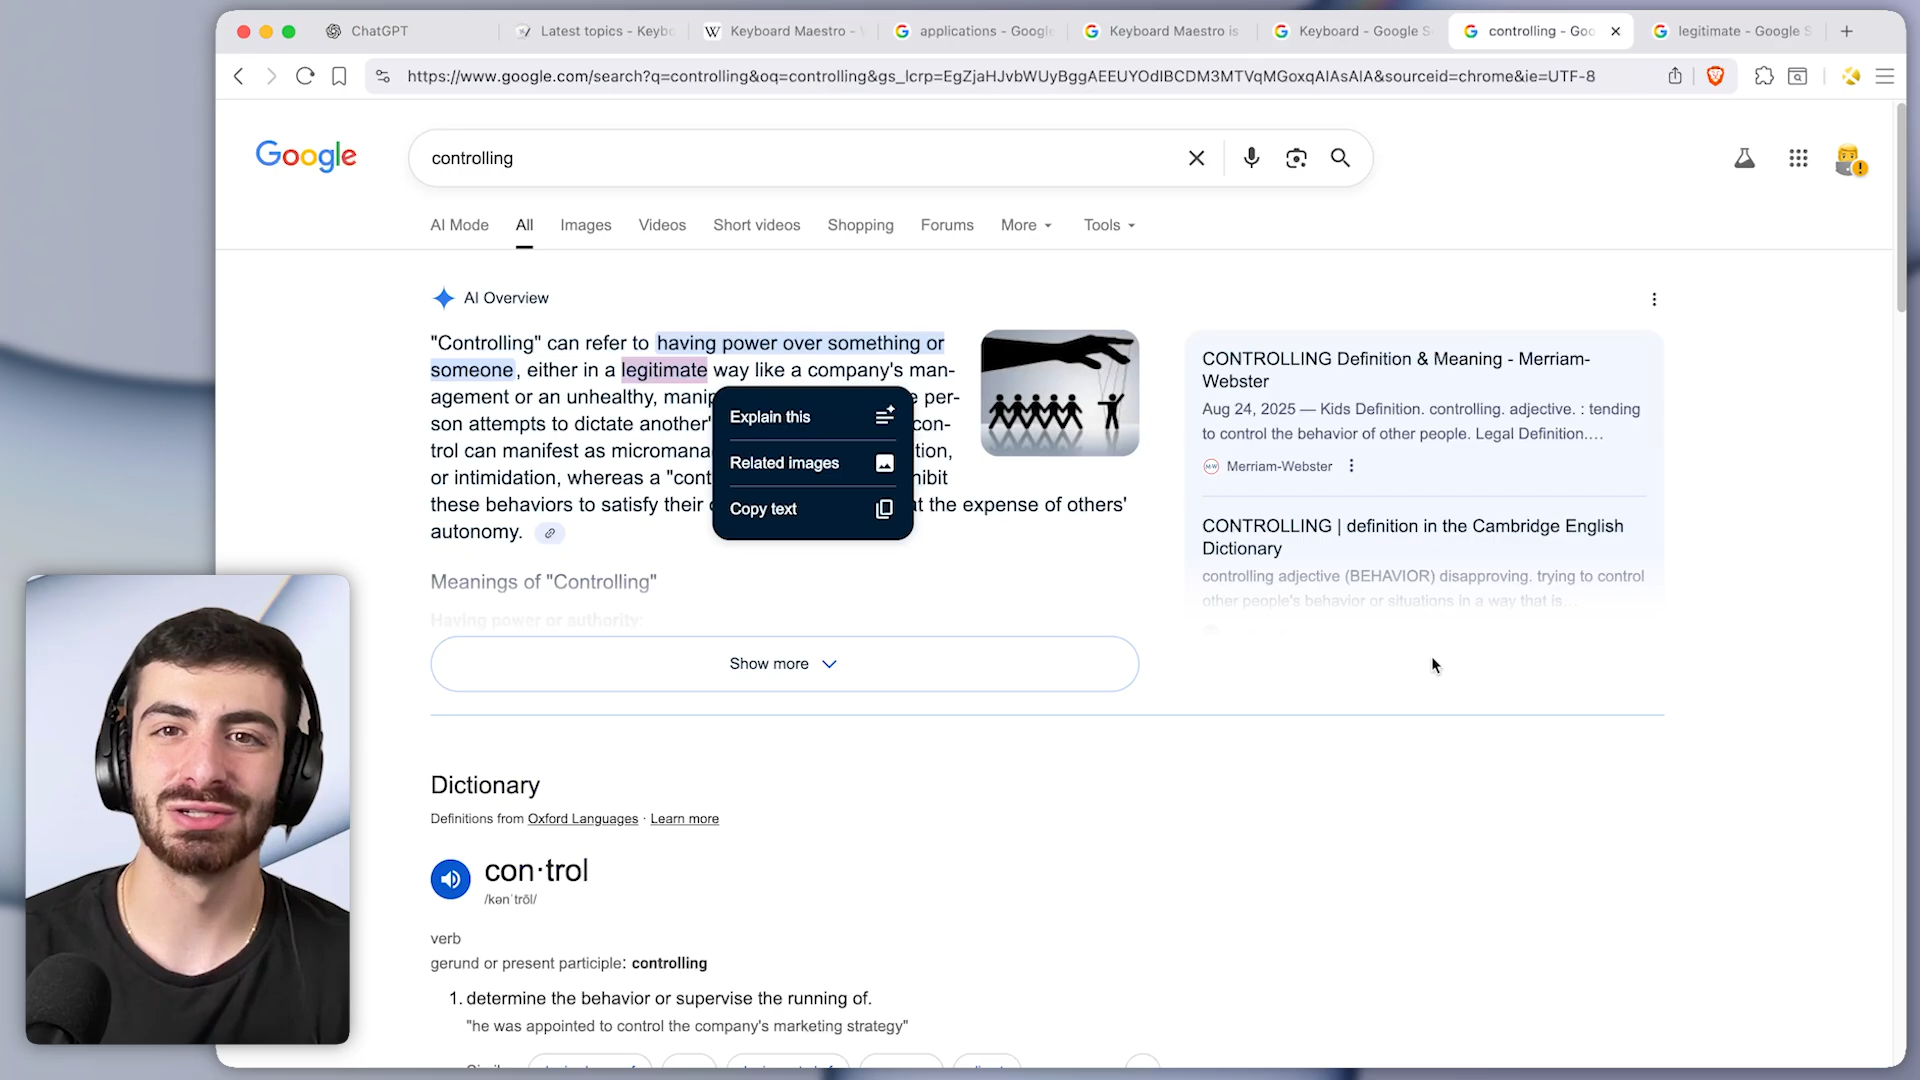 ChatGPT
Latest topics - Keybo
Keyboard Maestro -
applications - Google
Keyboard Maestro is
Keyboard - Google S
controlling - Goo
legitimate - Google S
https://www.google.com/search?q=controlling&oq=controlling&gs_lcrp=EgZjaHJvbWUyBggAEEUYOdIBCDM3MTVqMGoxqAIAsAIA&sourceid=chrome&ie=UTF-8
Google
controlling
AI Mode All Images Videos Short videos Shopping Forums More Tools
AI Overview
"Controlling" can refer to having power over something or
someone, either in a legitimate way like a company's man-
agement or an unhealthy, manip
e per-
son attempts to dictate another'
con-
trol can manifest as micromana
tion,
or intimidation, whereas a "cont
hibit
these behaviors to satisfy their
at the expense of others'
autonomy.
Explain this
Related images
Copy text
Meanings of "Controlling"
Having power or authority:
Show more
CONTROLLING Definition & Meaning - Merriam-
Webster
Aug 24, 2025 — Kids Definition. controlling. adjective. : tending
to control the behavior of other people. Legal Definition....
Merriam-Webster
CONTROLLING | definition in the Cambridge English
Dictionary
controlling adjective (BEHAVIOR) disapproving. trying to control
other people's behavior or situations in a way that is...
Dictionary
Definitions from Oxford Languages · Learn more
con·trol
/kənˈtrōl/
verb
gerund or present participle: controlling
1. determine the behavior or supervise the running of.
"he was appointed to control the company's marketing strategy"